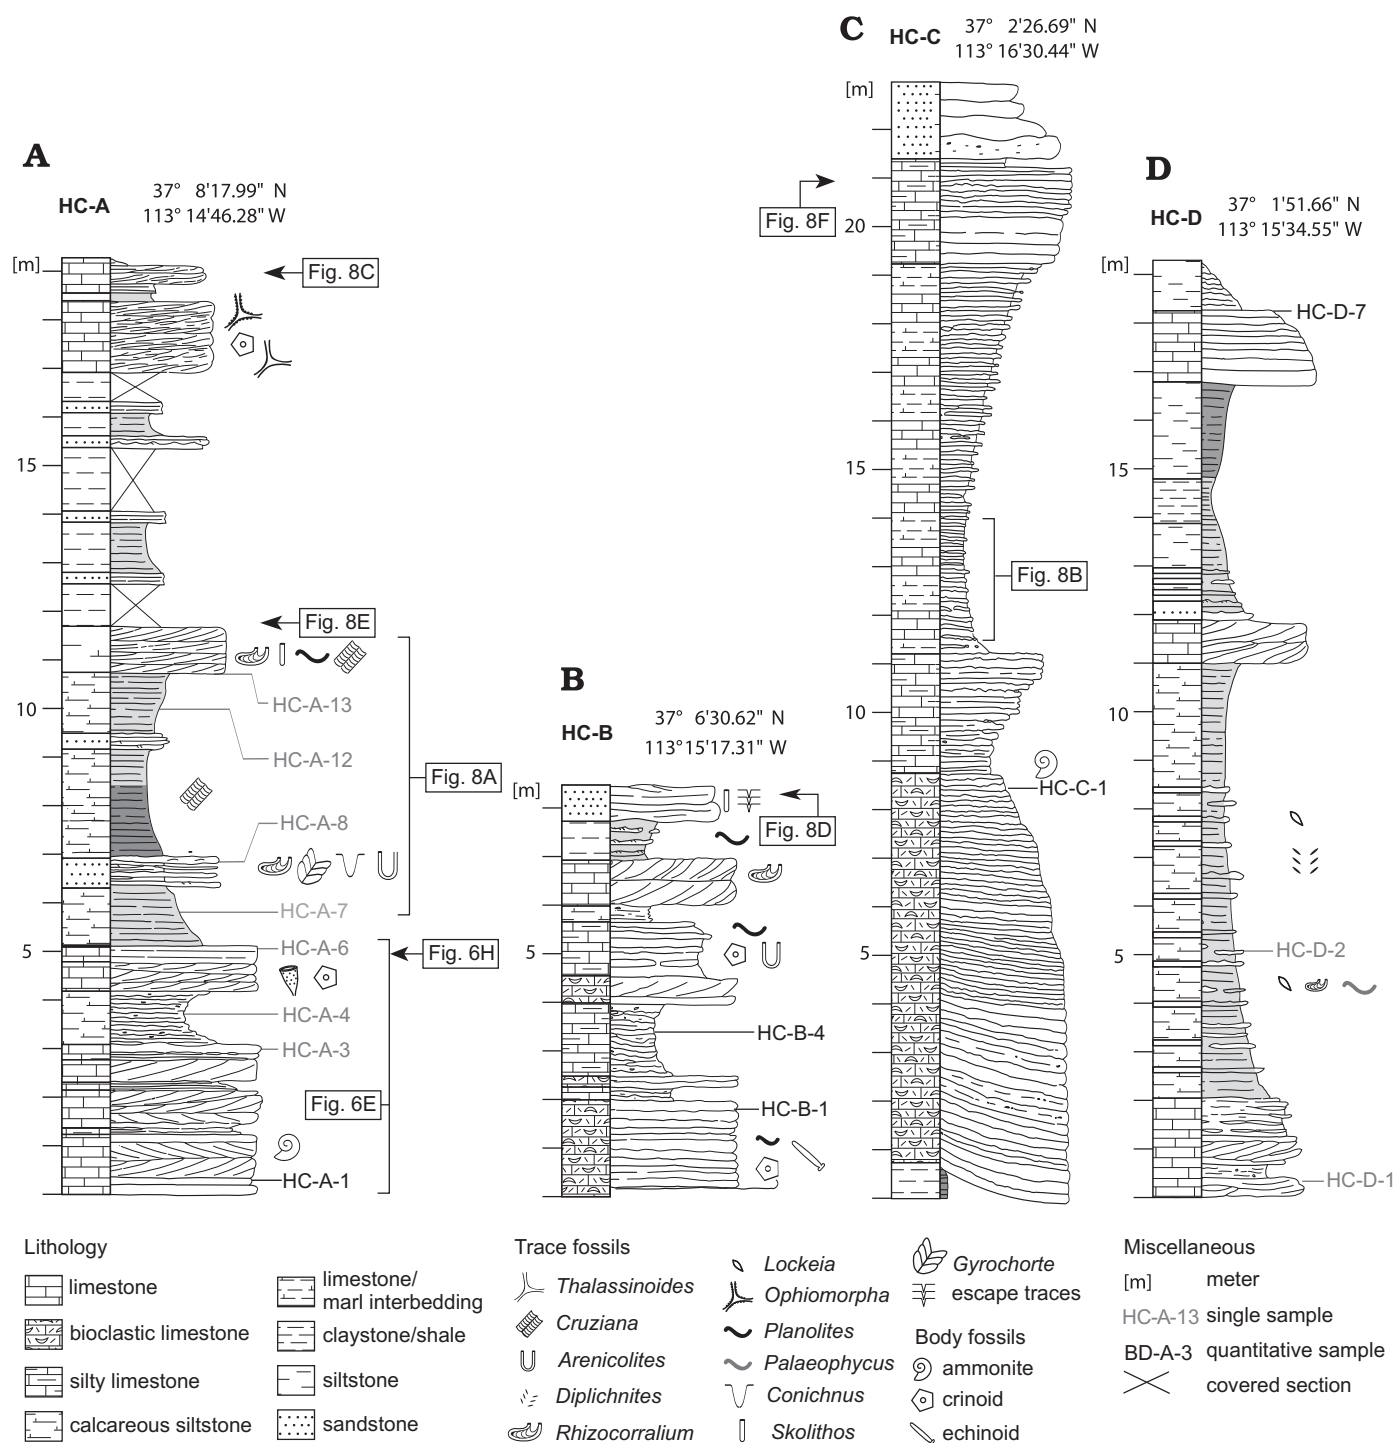 A
HC-A
37° 8'17.99" N
113° 14'46.28" W
[m]
Fig. 8C
15
Fig. 8E
HC-A-13
10
HC-A-12
Fig. 8A
HC-A-8
HC-A-7
5
HC-A-6
Fig. 6H
HC-A-4
HC-A-3
Fig. 6E
HC-A-1
B
HC-B
37° 6'30.62" N
113°15'17.31" W
[m]
Fig. 8D
5
HC-B-4
HC-B-1
C
HC-C
37° 2'26.69" N
113° 16'30.44" W
[m]
Fig. 8F
20
15
Fig. 8B
10
HC-C-1
5
D
HC-D
37° 1'51.66" N
113° 15'34.55" W
[m]
HC-D-7
15
10
5
HC-D-2
HC-D-1
Lithology
limestone
bioclastic limestone
silty limestone
calcareous siltstone
limestone/
marl interbedding
claystone/shale
siltstone
sandstone
Trace fossils
Thalassinoides
Cruziana
Arenicolites
Diplichnites
Rhizocorralium
Lockeia
Ophiomorpha
Planolites
Palaeophycus
Conichnus
Skolithos
Gyrochorte
escape traces
Body fossils
ammonite
crinoid
echinoid
Miscellaneous
[m] meter
HC-A-13 single sample
BD-A-3 quantitative sample
covered section